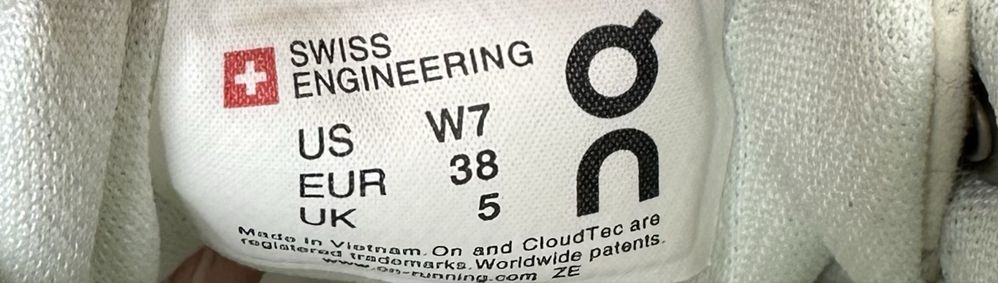 SWISS
ENGINEERING
On
US W7
EUR 38
UK 5
Made in Vietnam. On and CloudTec are
registered trademarks. Worldwide patents.
www.on-running.com ZE